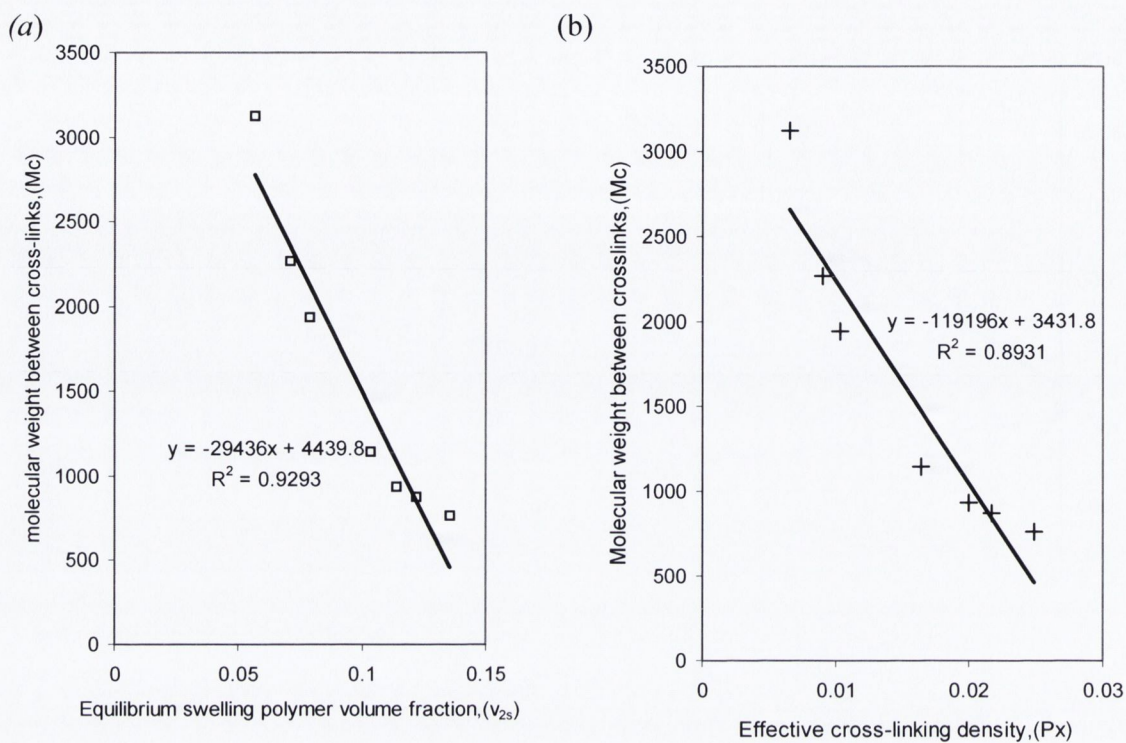 (a)
3500
3000
2500
2000
1500
1000
500
0
molecular weight between cross-links,(Mc)
y = -29436x + 4439.8
R² = 0.9293
0
0.05
0.1
0.15
Equilibrium swelling polymer volume fraction,(v₂ₛ)
(b)
3500
3000
2500
2000
1500
1000
500
0
Molecular weight between crosslinks,(Mc)
y = -119196x + 3431.8
R² = 0.8931
0
0.01
0.02
0.03
Effective cross-linking density,(Px)